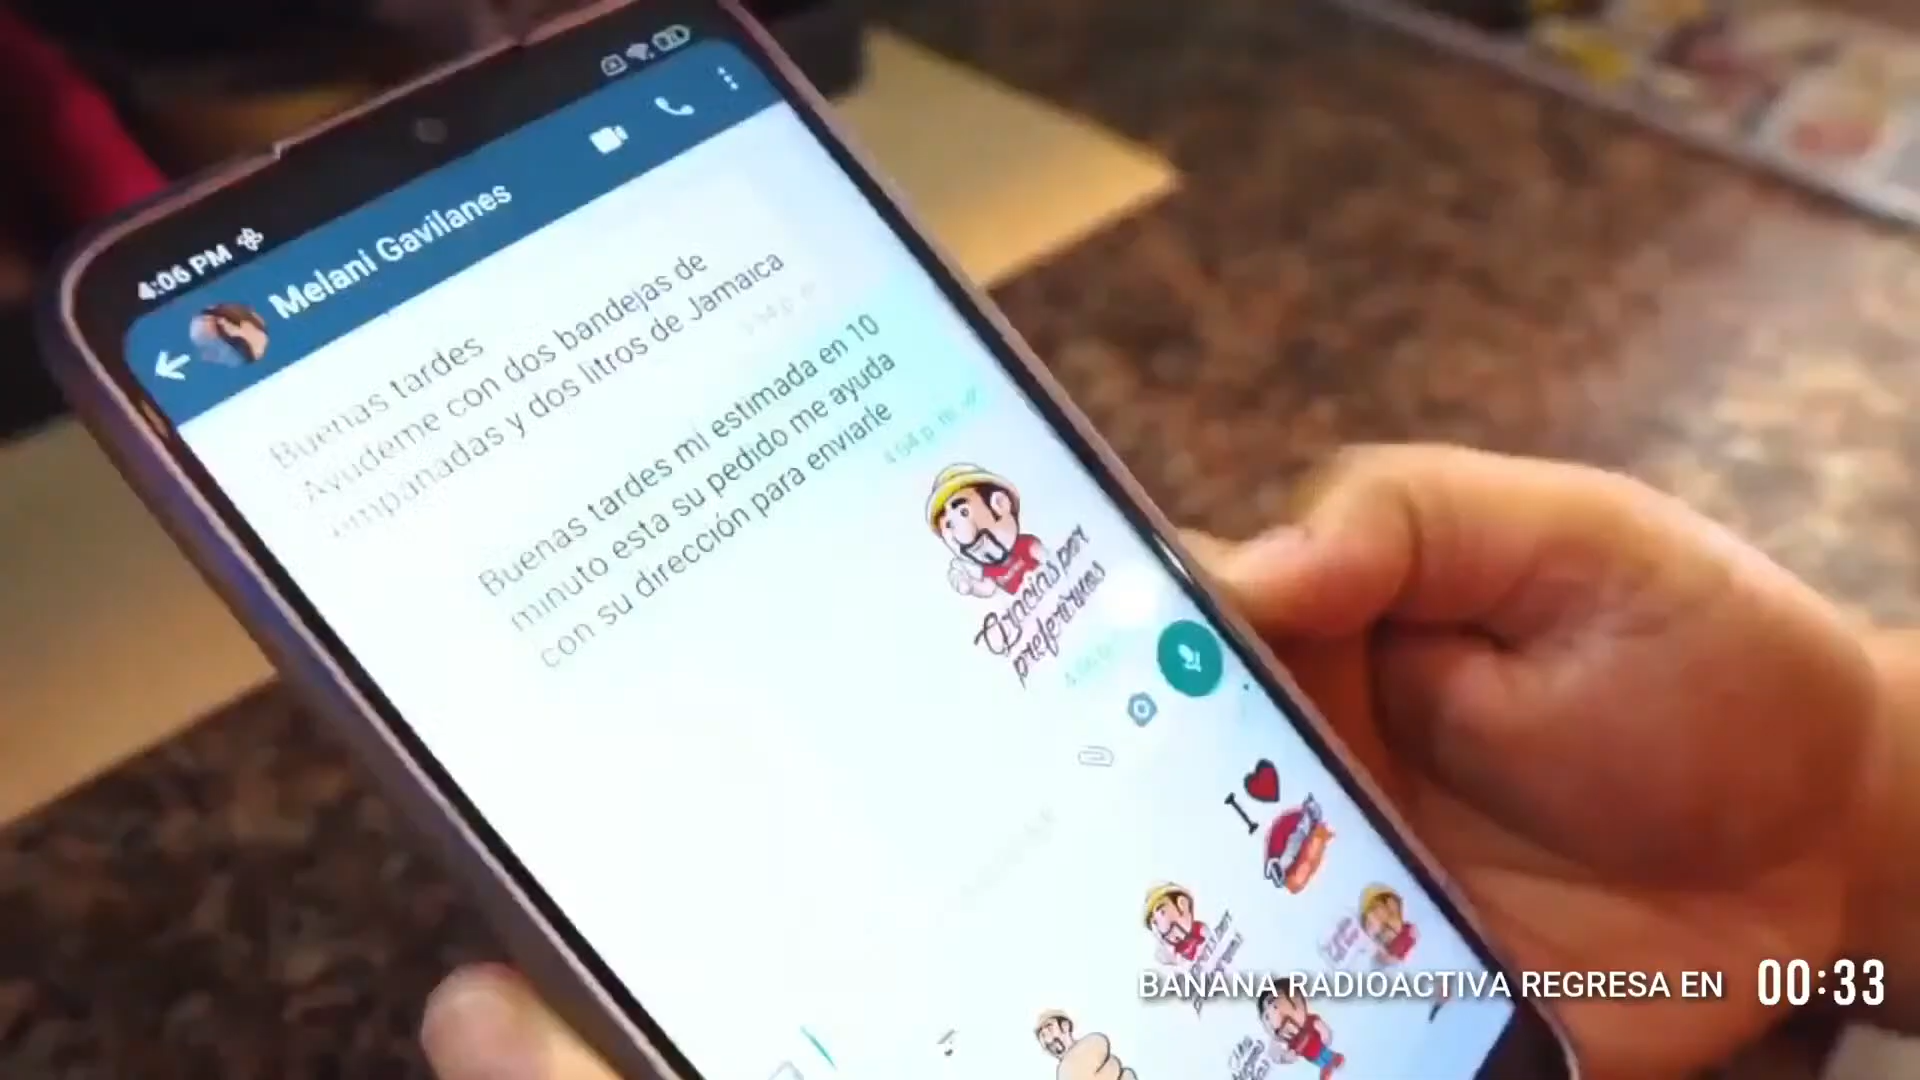 4:06 PM
Melani Gavilanes
Buenas tardes
Ayudeme con dos bandejas de
empanadas y dos litros de Jamaica
Buenas tardes mi estimada en 10
minuto esta su pedido me ayuda
con su dirección para enviarle
Gracias por
preferirnos
I
BANANA RADIOACTIVA REGRESA EN 00:33